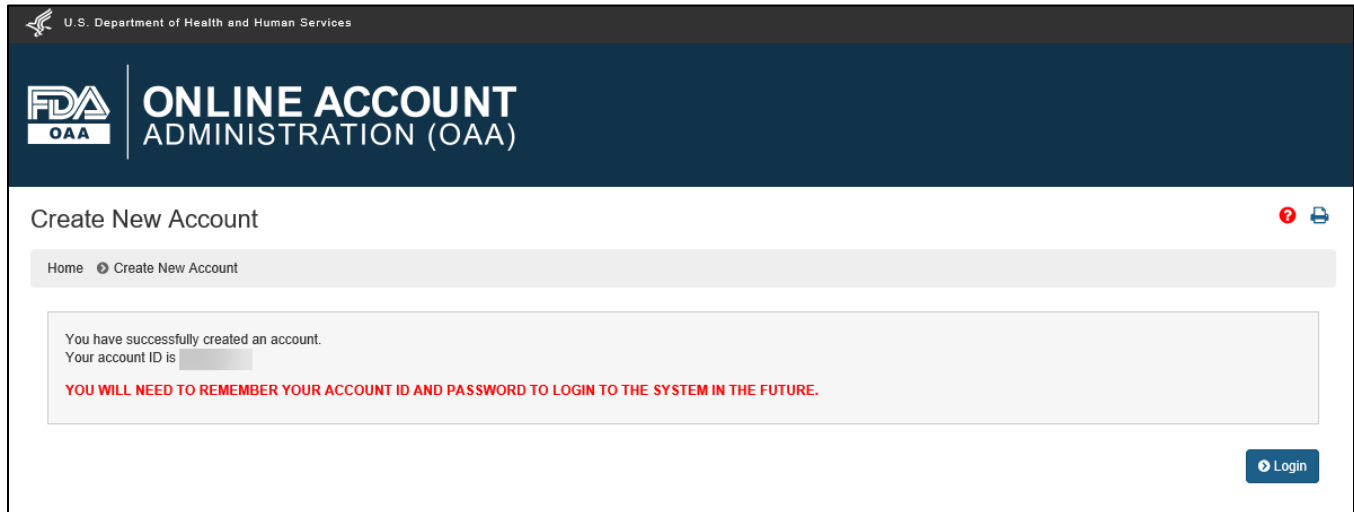 U.S. Department of Health and Human Services
FDA
OAA
ONLINE ACCOUNT
ADMINISTRATION (OAA)
Create New Account
?
Home Create New Account
You have successfully created an account.
Your account ID is
YOU WILL NEED TO REMEMBER YOUR ACCOUNT ID AND PASSWORD TO LOGIN TO THE SYSTEM IN THE FUTURE.
Login